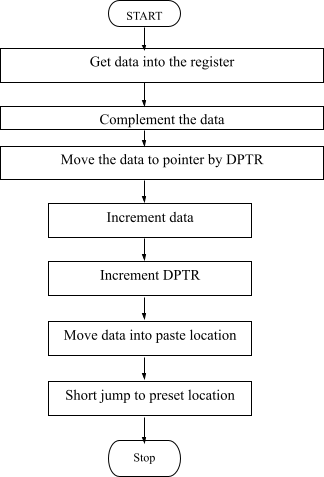 START
Get data into the register
Complement the data
Move the data to pointer by DPTR
Increment data
Increment DPTR
Move data into paste location
Short jump to preset location
Stop